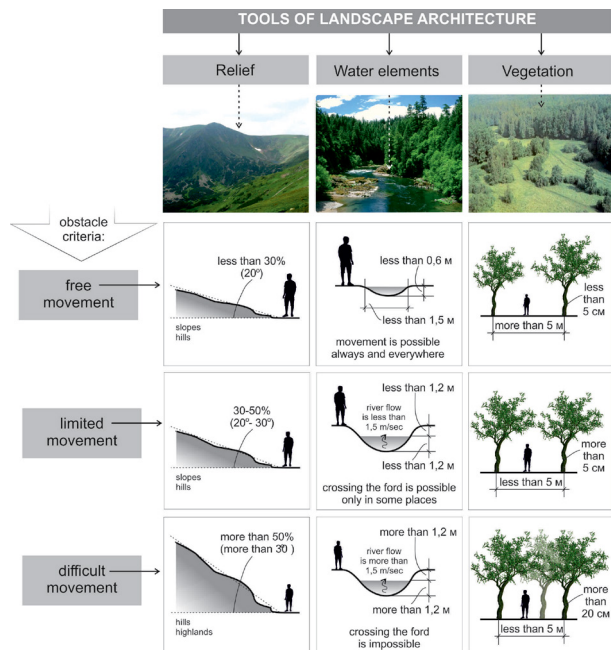 TOOLS OF LANDSCAPE ARCHITECTURE
Relief
Water elements
Vegetation
obstacle
criteria:
free
movement
less than 30%
(20º)
slopes
hills
less than 0,6 м
less than 1,5 м
movement is possible
always and everywhere
less
than
5 см
more than 5 м
limited
movement
30-50%
(20º- 30º)
slopes
hills
less than 1,2 м
river flow
is less than
1,5 m/sec
less than 1,2 м
crossing the ford is possible
only in some places
more
than
5 см
less than 5 м
difficult
movement
more than 50%
(more than 30º)
hills
highlands
more than 1,2 м
river flow
is more than
1,5 m/sec
more than 1,2 м
crossing the ford
is impossible
more
than
20 см
less than 5 м